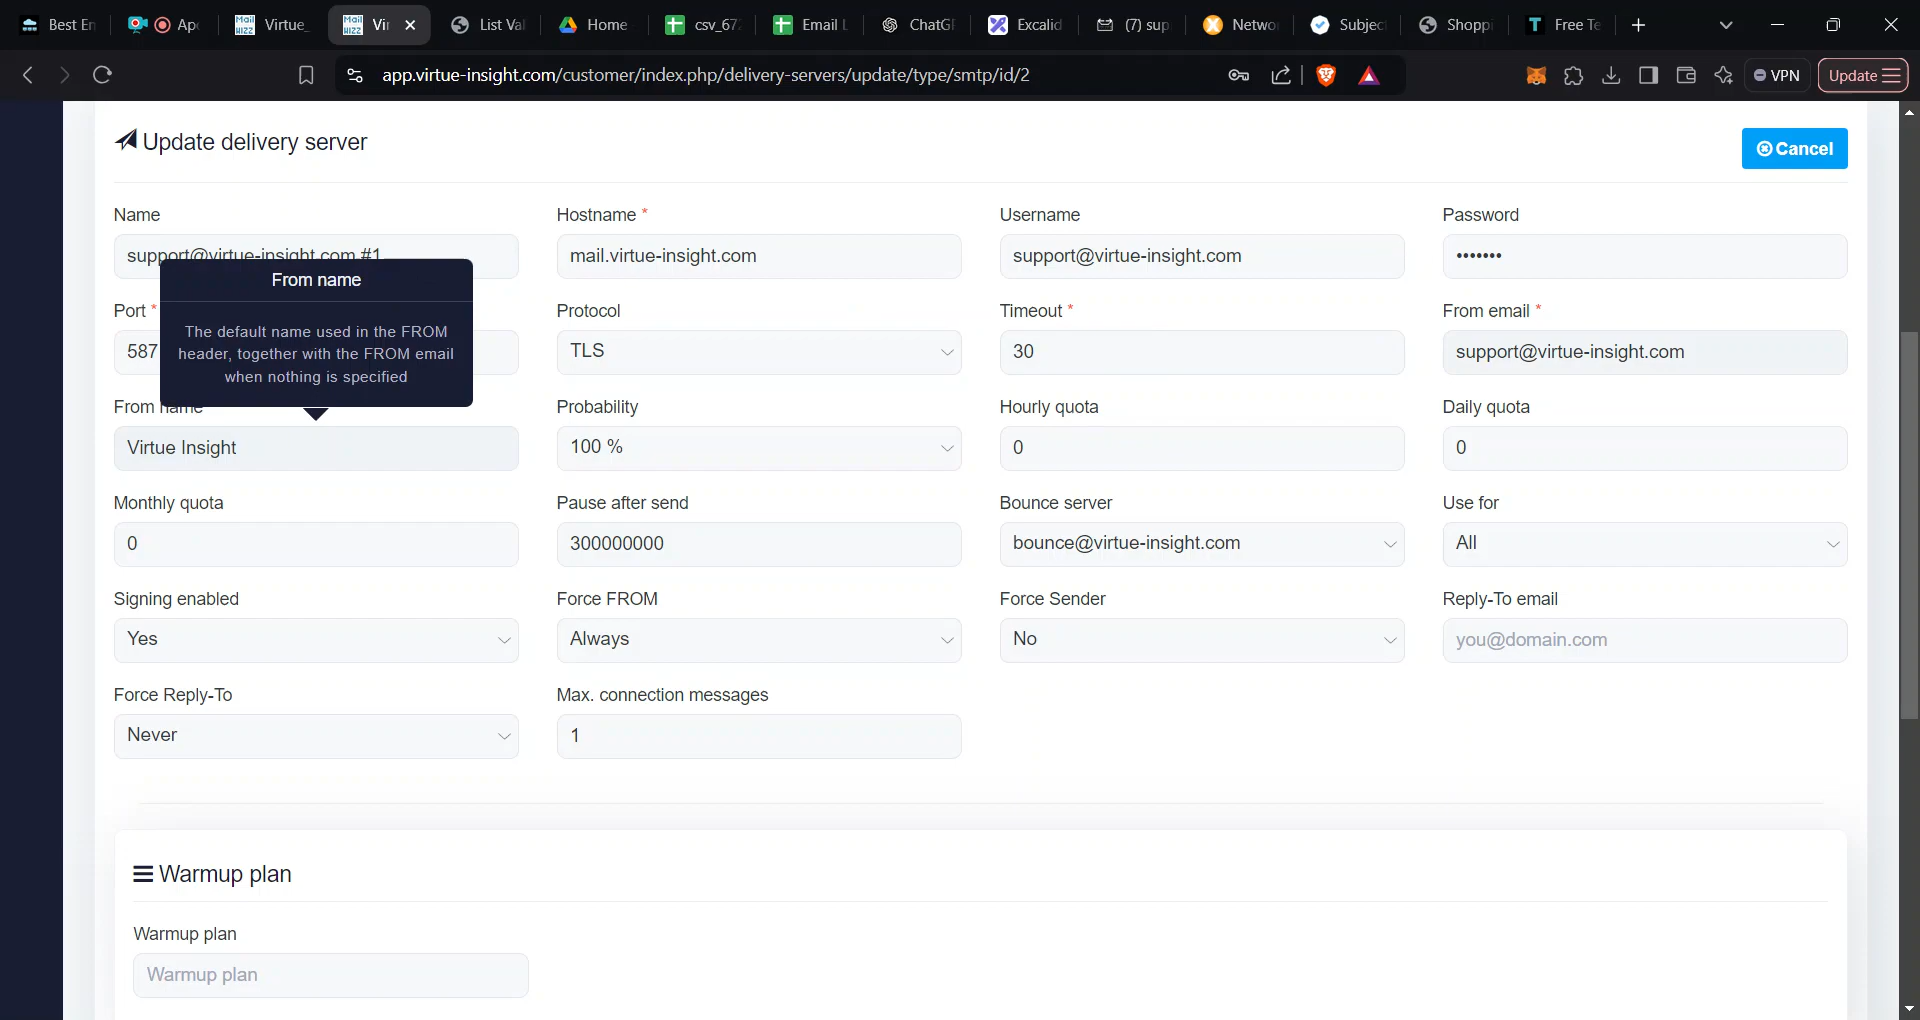 Best En
Ap
Virtue_
Vi
List Val
Home
csv_67
Email L
ChatGP
Excalid
(7) sup
Netwo
Subjec
Shoppi
Free Te
app.virtue-insight.com/customer/index.php/delivery-servers/update/type/smtp/id/2
VPN
Update
Update delivery server
Cancel
Name
Hostname *
Username
Password
support@virtue-insight.com #1
mail.virtue-insight.com
support@virtue-insight.com
•••••••
From name
The default name used in the FROM
header, together with the FROM email
when nothing is specified
Port *
Protocol
Timeout *
From email *
587
TLS
30
support@virtue-insight.com
From name
Probability
Hourly quota
Daily quota
Virtue Insight
100 %
0
0
Monthly quota
Pause after send
Bounce server
Use for
0
300000000
bounce@virtue-insight.com
All
Signing enabled
Force FROM
Force Sender
Reply-To email
Yes
Always
No
you@domain.com
Force Reply-To
Max. connection messages
Never
1
Warmup plan
Warmup plan
Warmup plan